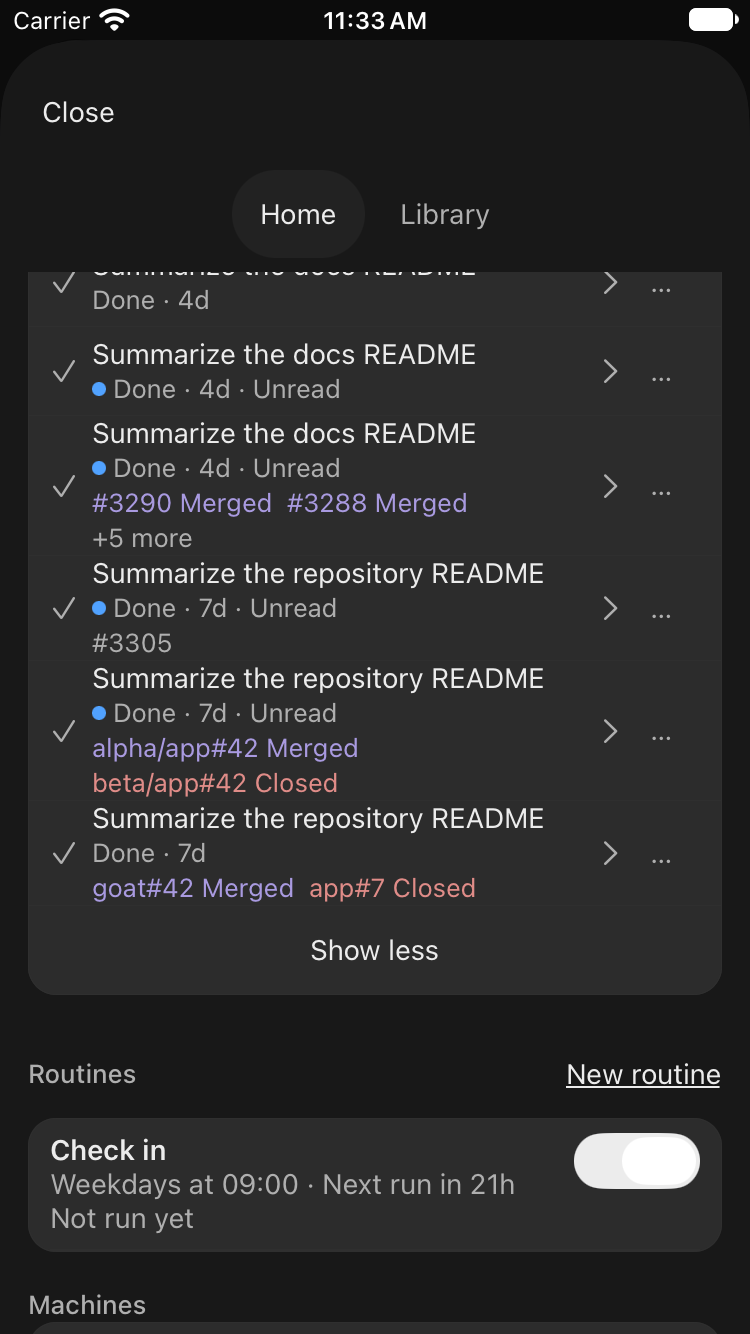 Carrier 11:33 AM
Close
Home Library
Summarize the docs README
Done · 4d
...
Summarize the docs README
Done · 4d · Unread
...
Summarize the docs README
Done · 4d · Unread
#3290 Merged #3288 Merged
+5 more
...
Summarize the repository README
Done · 7d · Unread
#3305
...
Summarize the repository README
Done · 7d · Unread
alpha/app#42 Merged
beta/app#42 Closed
...
Summarize the repository README
Done · 7d
goat#42 Merged app#7 Closed
...
Show less
Routines New routine
Check in
Weekdays at 09:00 · Next run in 21h
Not run yet
Machines